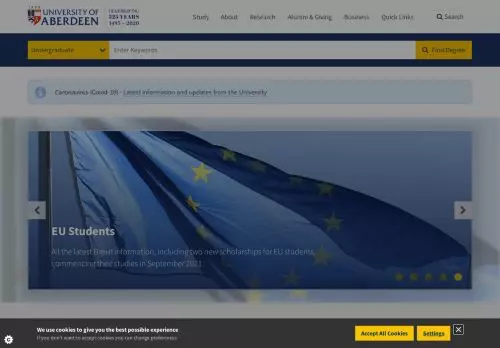 UNIVERSITY OF
ABERDEEN
525 YEARS
1495 – 2020
Study
About
Research
Alumni & Giving
Business
Quick Links
Search
Undergraduate
Enter Keywords
Find Degree
Coronavirus (Covid-19) - Latest information and updates from the University
EU Students
All the latest Brexit information, including two new scholarships for EU students
commencing their studies in September 2021.
We use cookies to give you the best possible experience
If you don't want to accept cookies you can change preferences
Accept All Cookies
Settings